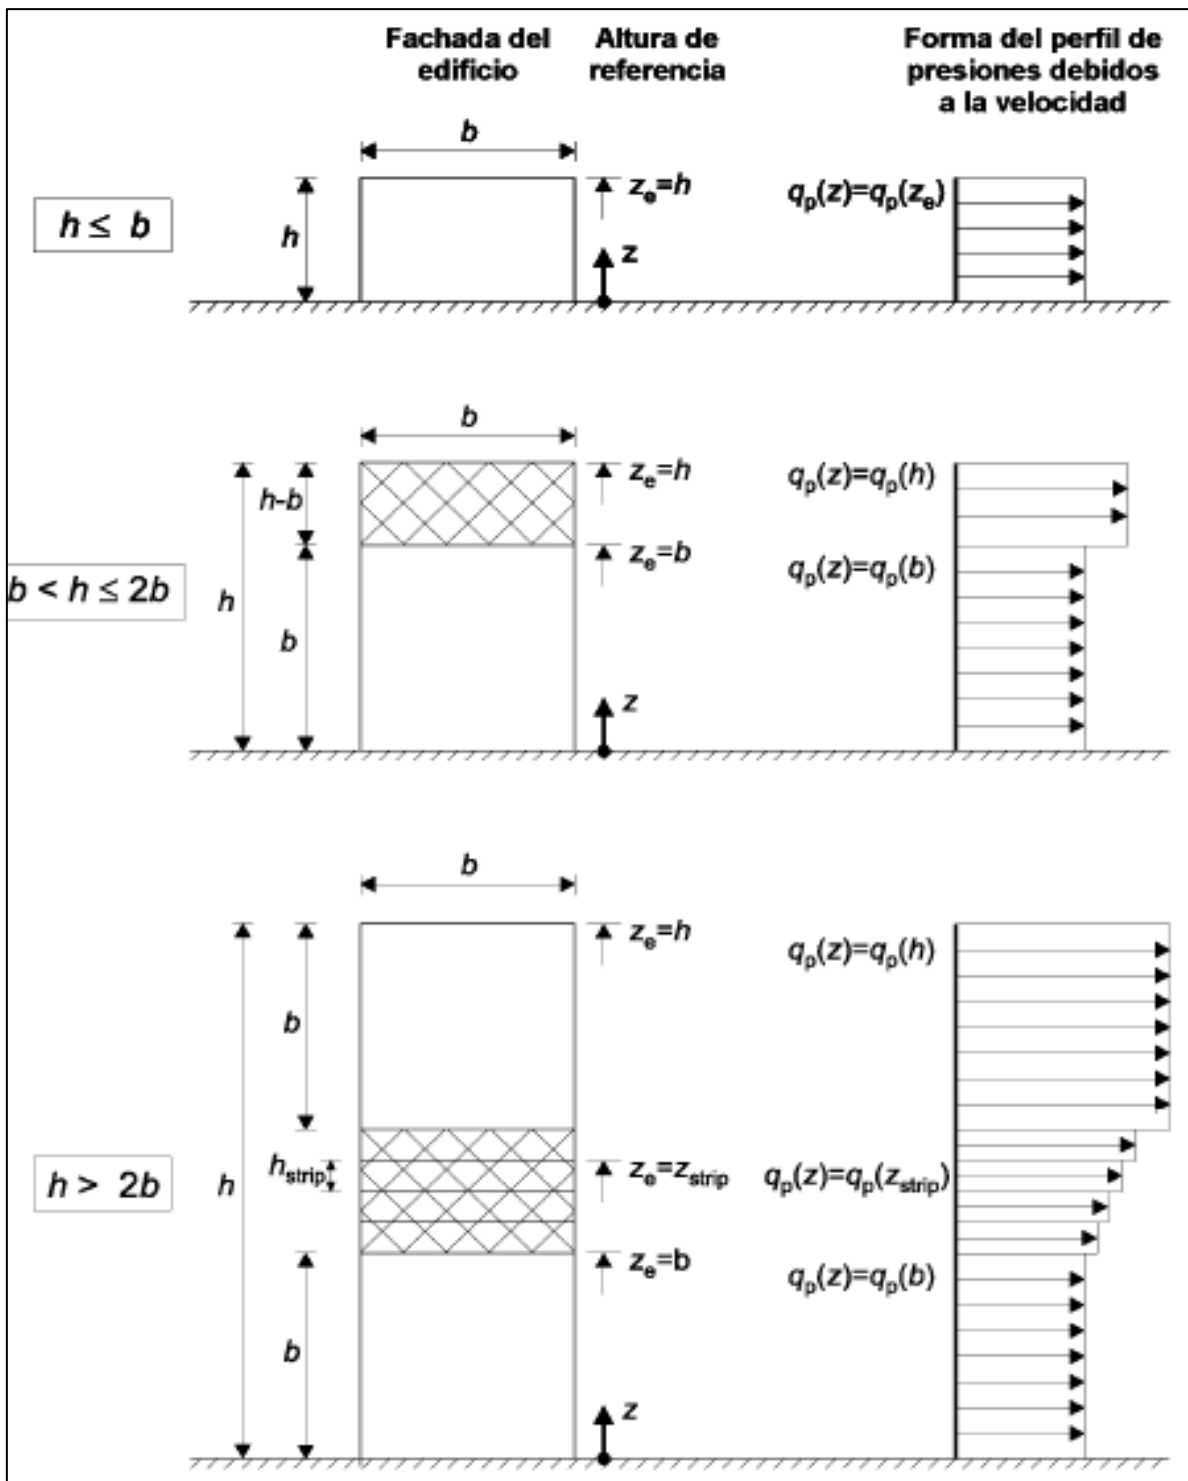 Fachada del edificio
Altura de referencia
Forma del perfil de presiones debidos a la velocidad
h ≤ b
b
h
z_e=h
z
q_p(z)=q_p(z_e)
b < h ≤ 2b
b
h
h-b
b
z_e=h
z_e=b
z
q_p(z)=q_p(h)
q_p(z)=q_p(b)
h > 2b
b
h
b
h_strip
b
z_e=h
z_e=z_strip
z_e=b
z
q_p(z)=q_p(h)
q_p(z)=q_p(z_strip)
q_p(z)=q_p(b)